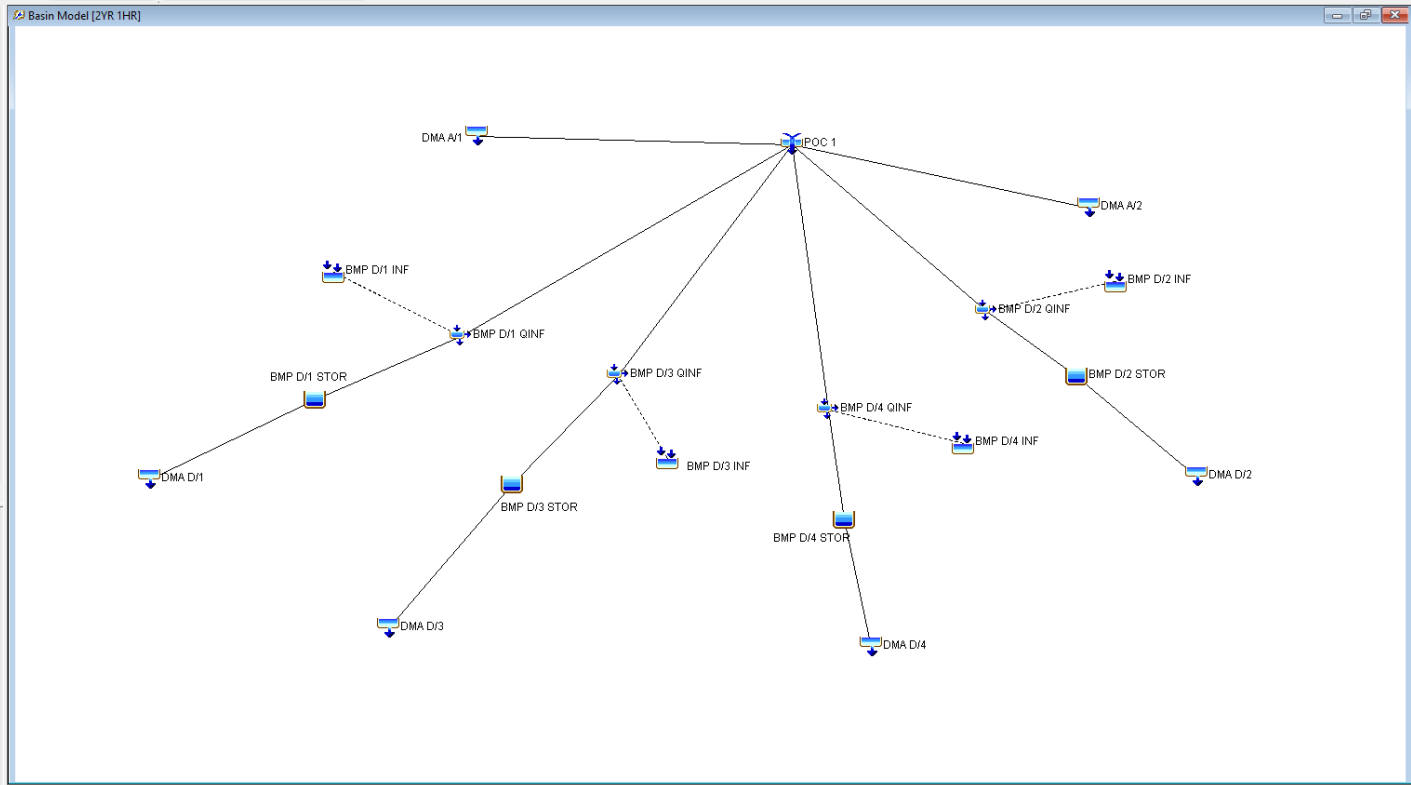 Basin Model [2YR 1HR]
DMA A/1
POC 1
DMA A/2
BMP D/1 INF
BMP D/2 INF
BMP D/1 QINF
BMP D/2 QINF
BMP D/1 STOR
BMP D/3 QINF
BMP D/2 STOR
BMP D/4 QINF
BMP D/4 INF
BMP D/3 INF
DMA D/1
DMA D/2
BMP D/3 STOR
BMP D/4 STOR
DMA D/3
DMA D/4